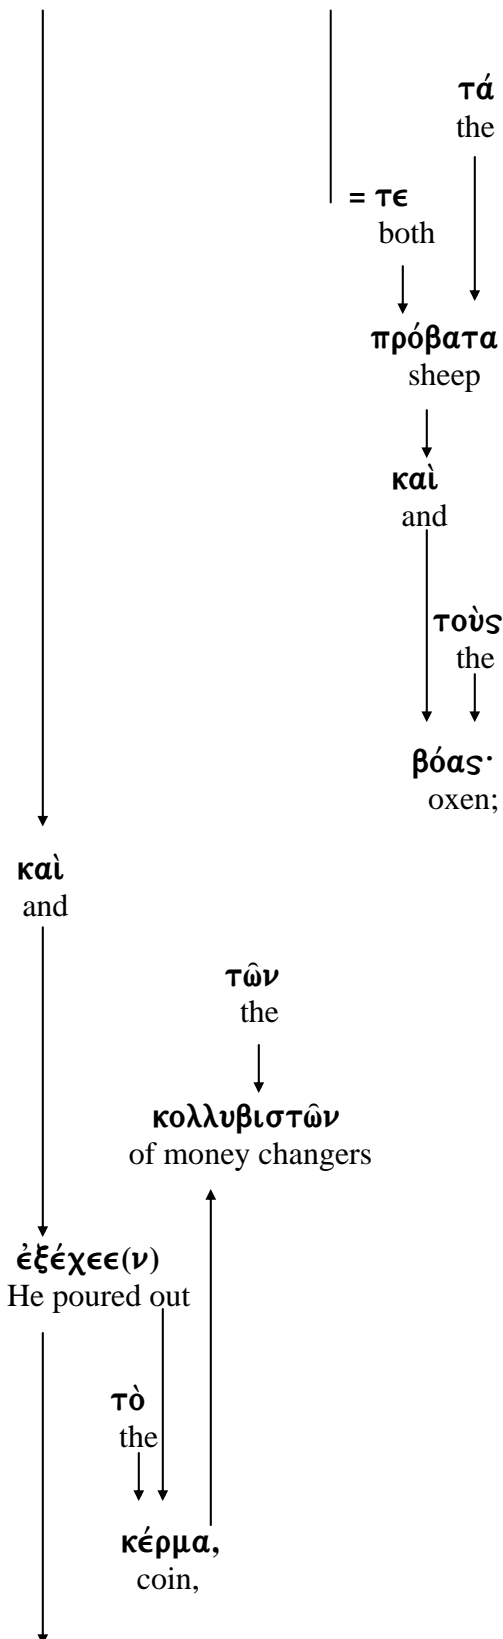 τά
the
= τε
both
πρόβατα
sheep
καὶ
and
τοὺς
the
βόας·
oxen;
καὶ
and
τῶν
the
κολλυβιστῶν
of money changers
ἐξέχεε(ν)
He poured out
τὸ
the
κέρμα,
coin,